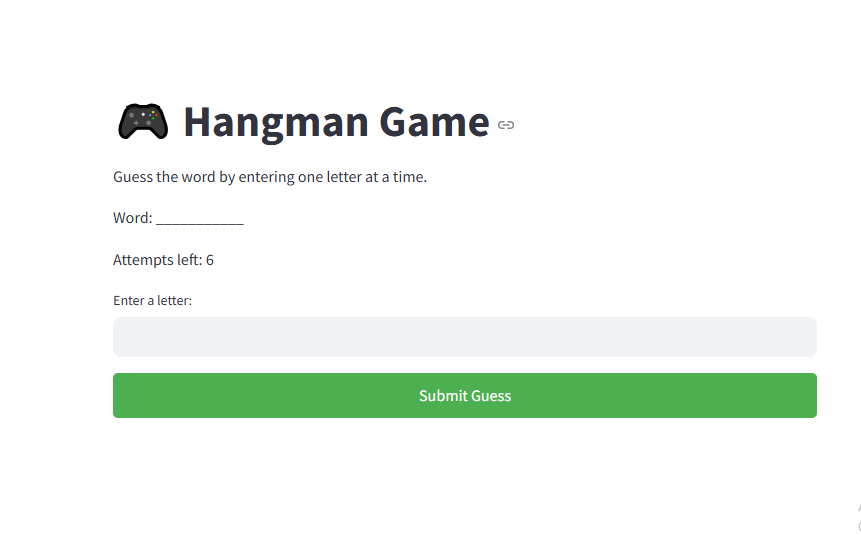 🎮 Hangman Game
Guess the word by entering one letter at a time.
Word: ___________
Attempts left: 6
Enter a letter:
Submit Guess